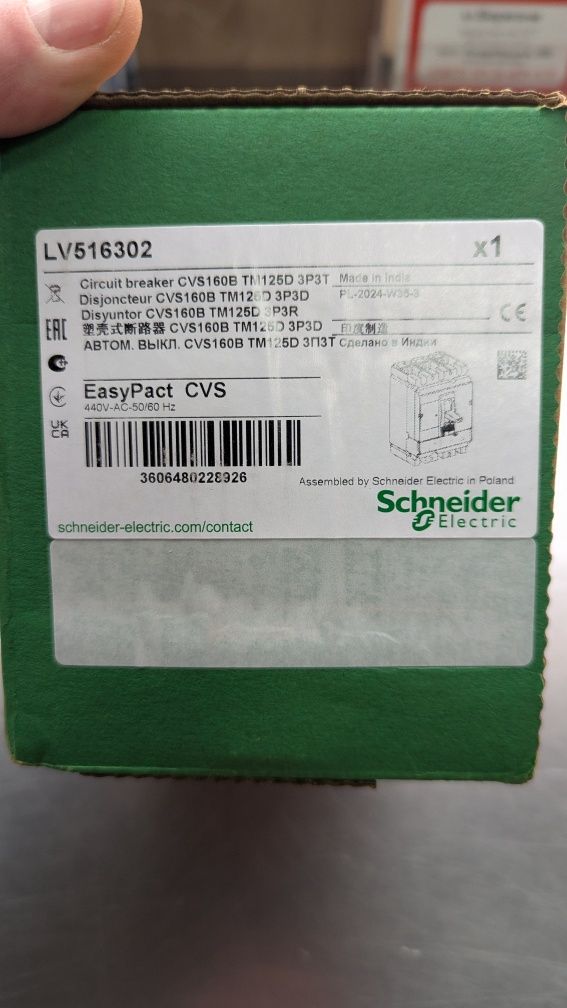 LV516302
x1
Circuit breaker CVS160B TM125D 3P3T
Disjoncteur CVS160B TM125D 3P3D
Disyuntor CVS160B TM125D 3P3R
塑壳式断路器 CVS160B TM125D 3P3D
АВТОМ. ВЫКЛ. CVS160B TM125D 3П3Т
Made in India
PL-2024-W35-3
印度制造
Сделано в Индии
CE
EAC
UK
CA
EasyPact CVS
440V-AC-50/60 Hz
3606480228926
Assembled by Schneider Electric in Poland
Schneider
Electric
schneider-electric.com/contact